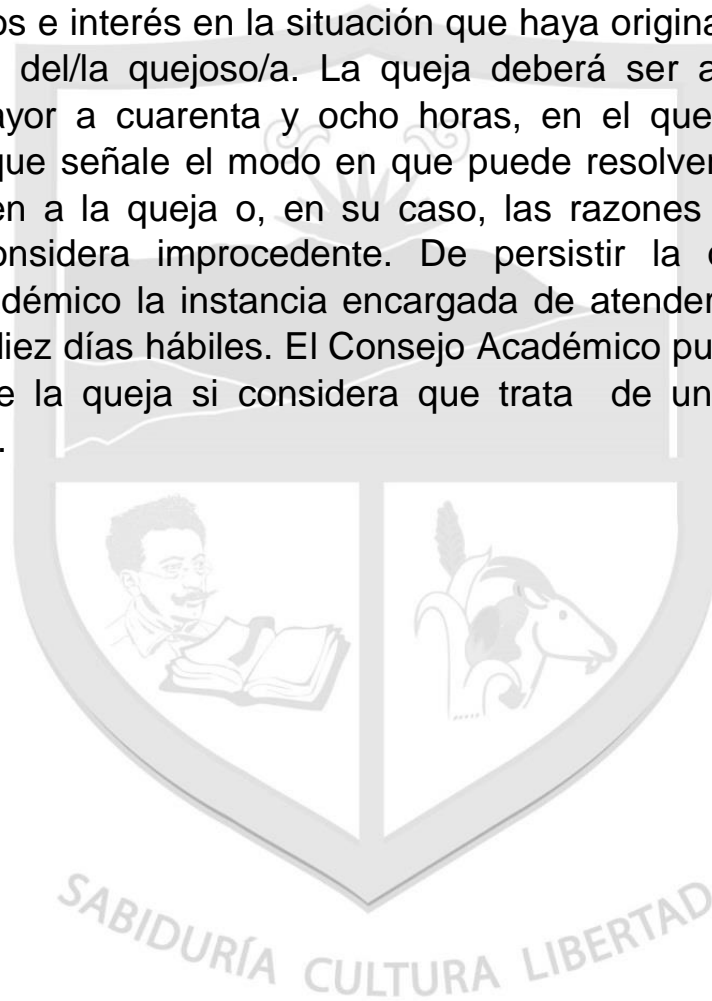 os e interés en la situación que haya origina
del/la quejoso/a. La queja deberá ser a
ayor a cuarenta y ocho horas, en el que
que señale el modo en que puede resolver
en a la queja o, en su caso, las razones
onsidera improcedente. De persistir la
démico la instancia encargada de atender
diez días hábiles. El Consejo Académico pu
e la queja si considera que trata de un
.
SABIDURÍA CULTURA LIBERTAD